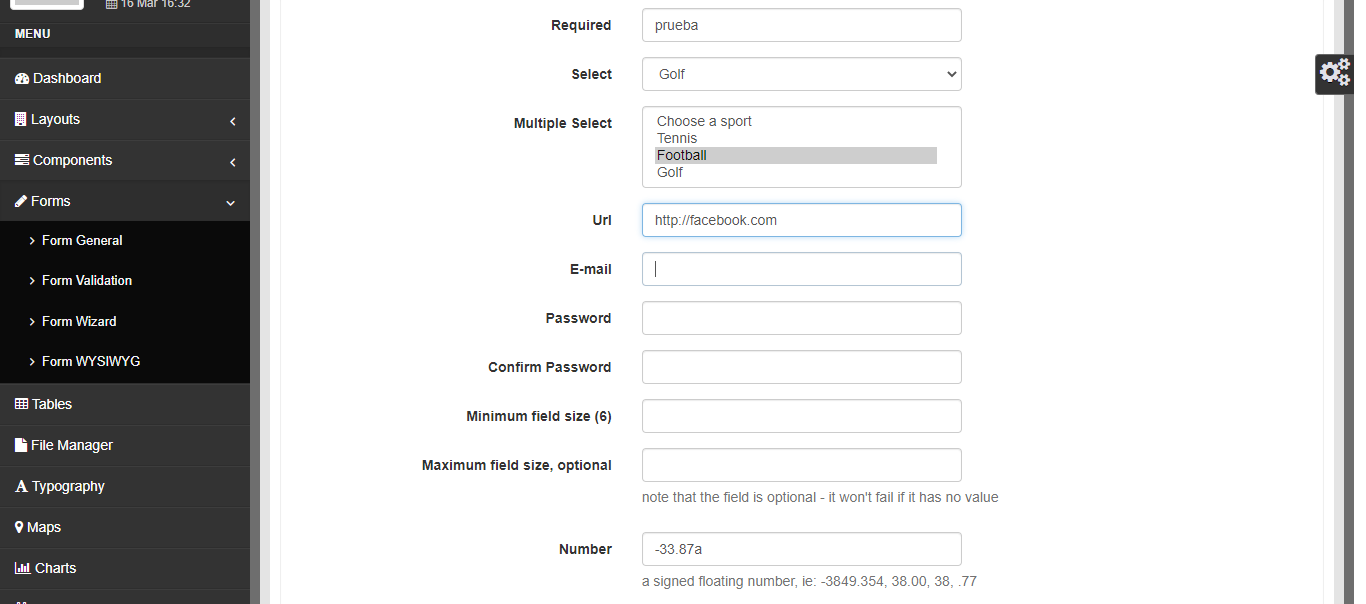 16 Mar 16:32
MENU
Dashboard
Layouts
Components
Forms
Form General
Form Validation
Form Wizard
Form WYSIWYG
Tables
File Manager
Typography
Maps
Charts
Required prueba
Select Golf
Multiple Select Choose a sport
Tennis
Football
Golf
Url http://facebook.com
E-mail
Password
Confirm Password
Minimum field size (6)
Maximum field size, optional
note that the field is optional - it won't fail if it has no value
Number -33.87a
a signed floating number, ie: -3849.354, 38.00, 38, .77